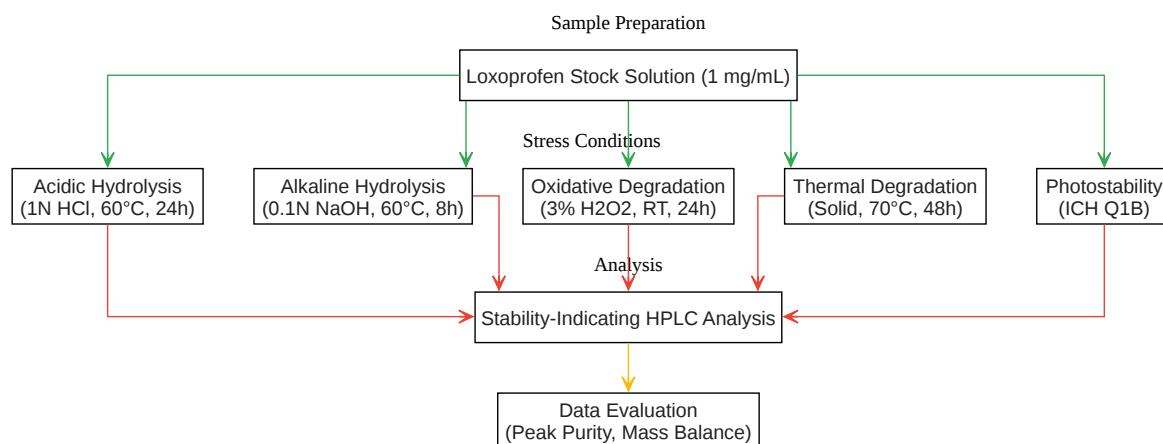 Sample Preparation
Loxoprofen Stock Solution (1 mg/mL)
Stress Conditions
Acidic Hydrolysis
(1N HCl, 60°C, 24h)
Alkaline Hydrolysis
(0.1N NaOH, 60°C, 8h)
Oxidative Degradation
(3% H2O2, RT, 24h)
Thermal Degradation
(Solid, 70°C, 48h)
Photostability
(ICH Q1B)
Analysis
Stability-Indicating HPLC Analysis
Data Evaluation
(Peak Purity, Mass Balance)